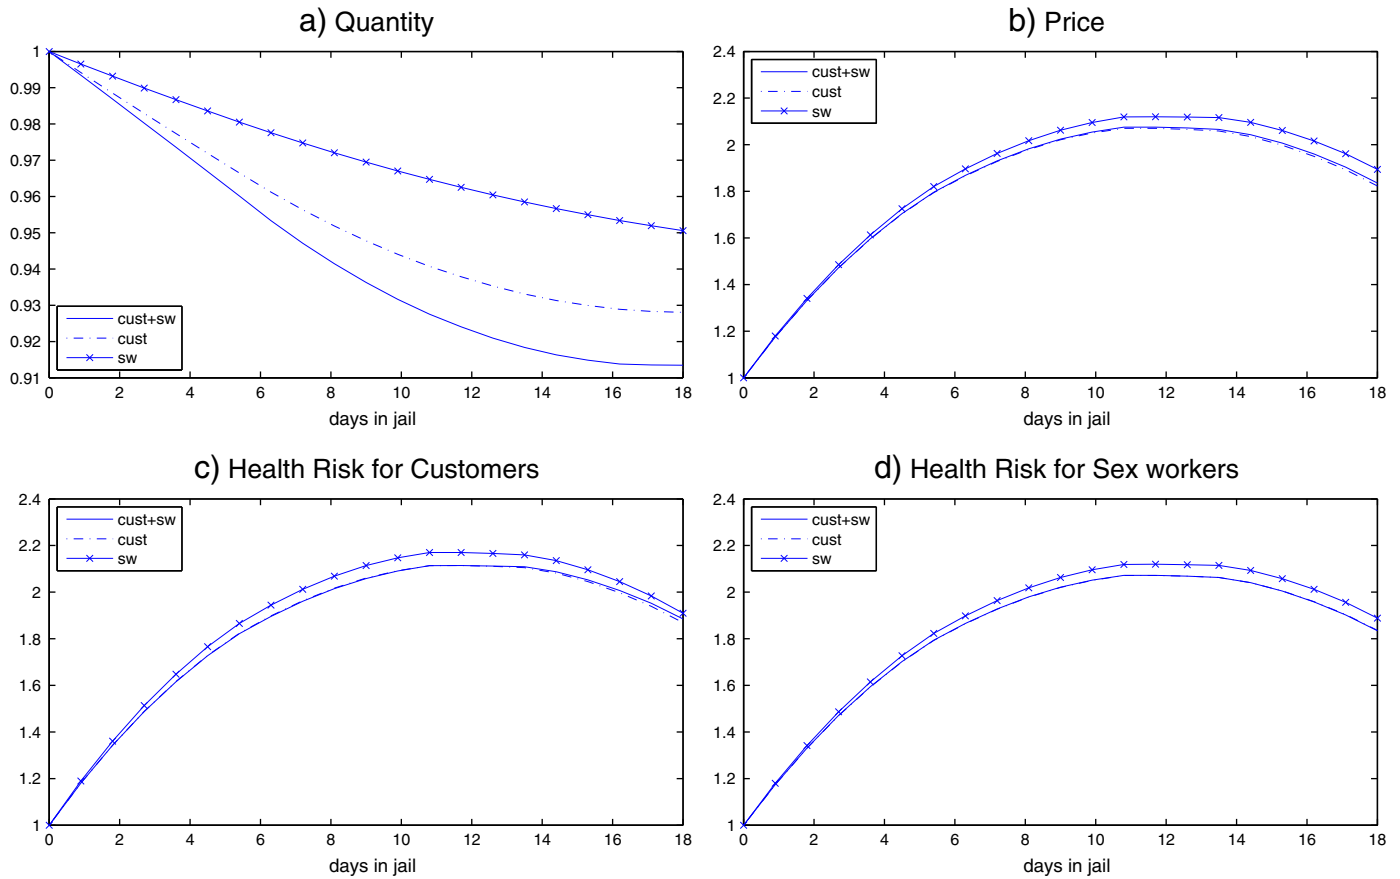 a) Quantity
1
0.99
0.98
0.97
0.96
0.95
0.94
0.93
0.92
0.91
cust+sw
cust
sw
0 2 4 6 8 10 12 14 16 18
days in jail
b) Price
2.4
2.2
2
1.8
1.6
1.4
1.2
1
cust+sw
cust
sw
0 2 4 6 8 10 12 14 16 18
days in jail
c) Health Risk for Customers
2.4
2.2
2
1.8
1.6
1.4
1.2
1
cust+sw
cust
sw
0 2 4 6 8 10 12 14 16 18
days in jail
d) Health Risk for Sex workers
2.4
2.2
2
1.8
1.6
1.4
1.2
1
cust+sw
cust
sw
0 2 4 6 8 10 12 14 16 18
days in jail